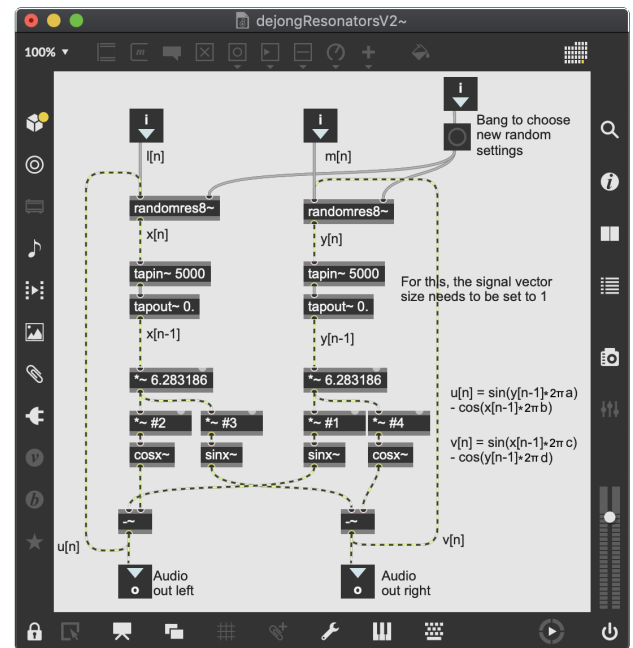 dejongResonatorsV2~
100% ▼
m
i
i
i
Bang to choose
new random
settings
l[n]
m[n]
randomres8~
randomres8~
x[n]
y[n]
tapin~ 5000
tapin~ 5000
For this, the signal vector
size needs to be set to 1
tapout~ 0.
tapout~ 0.
x[n-1]
y[n-1]
*~ 6.283186
*~ 6.283186
u[n] = sin(y[n-1]*2πa)
- cos(x[n-1]*2πb)
*~ #2
*~ #3
*~ #1
*~ #4
v[n] = sin(x[n-1]*2πc)
- cos(y[n-1]*2πd)
cosx~
sinx~
sinx~
cosx~
-~
-~
u[n]
v[n]
o
Audio
out left
o
Audio
out right